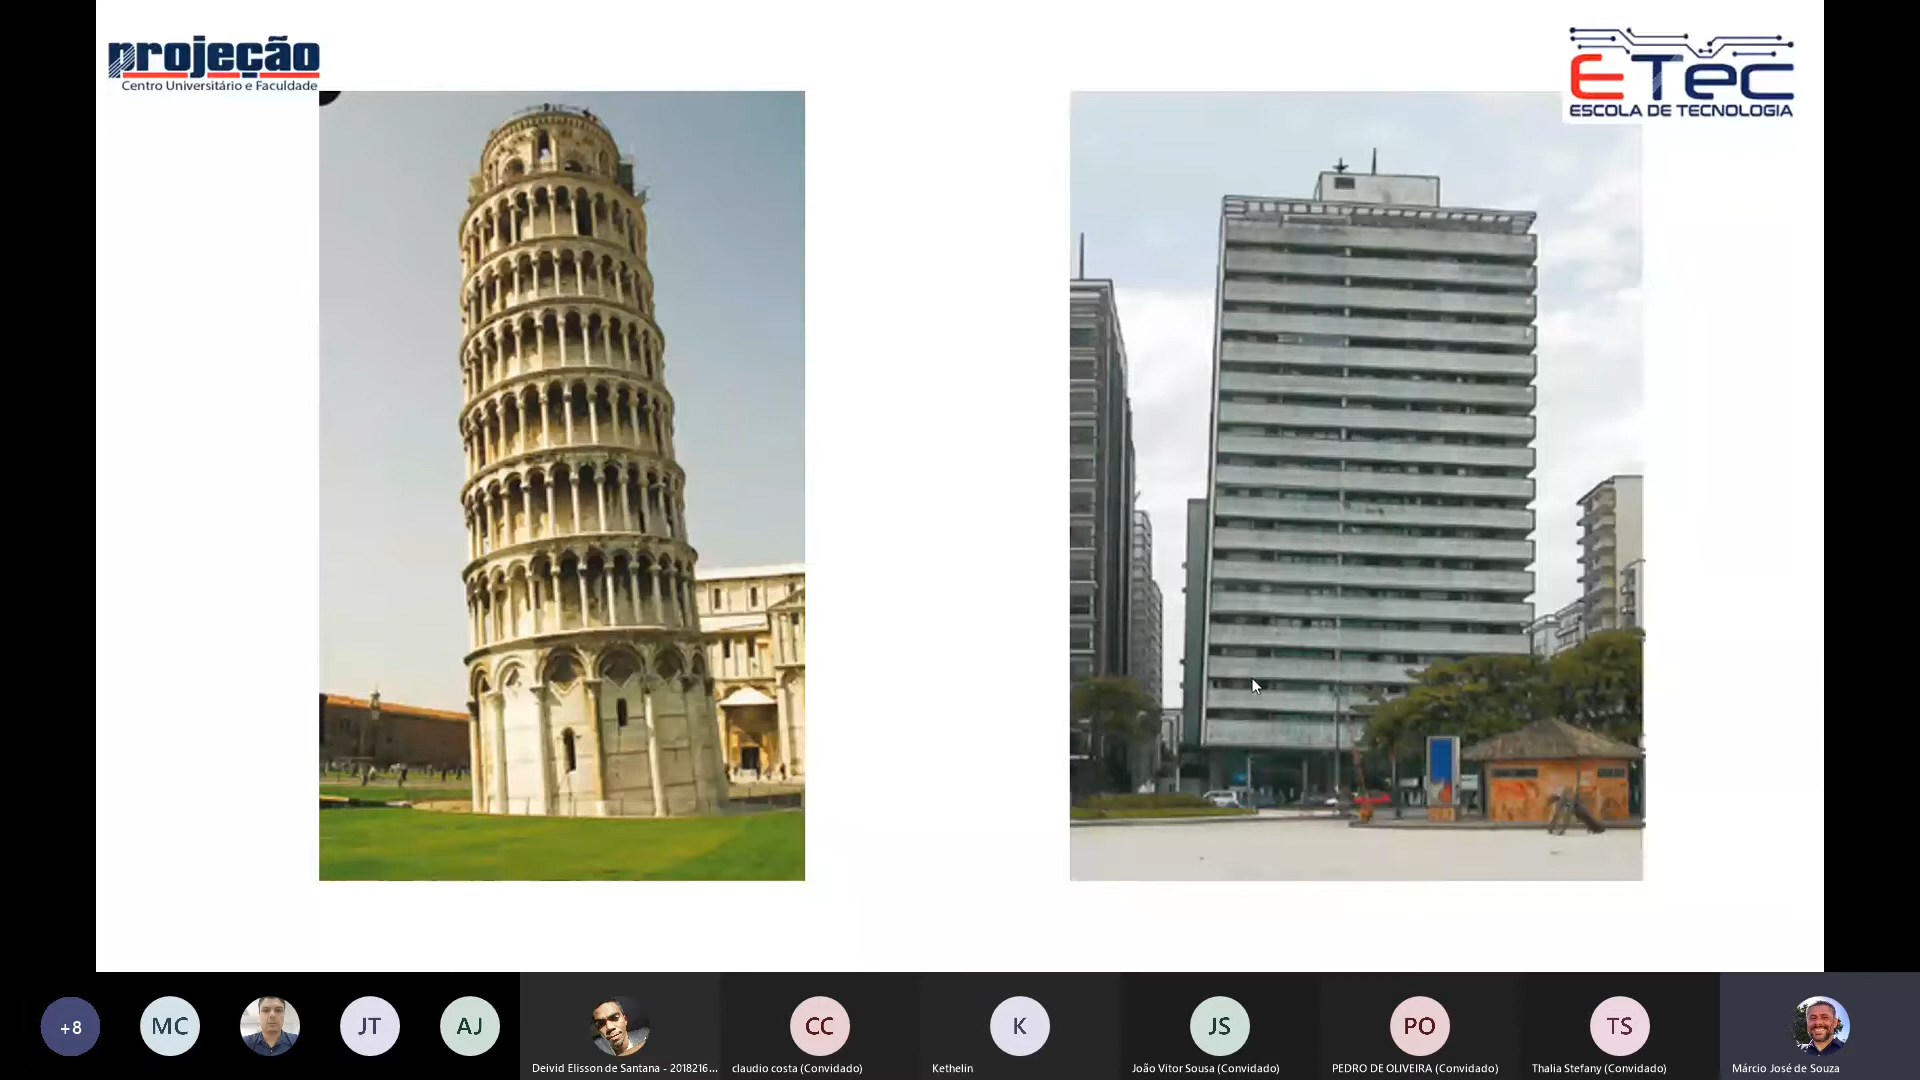 projeção
Centro Universitário e Faculdade
ETec
ESCOLA DE TECNOLOGIA
+8
MC
JT
AJ
Deivid Elisson de Santana - 2018216...
CC
claudio costa (Convidado)
K
Kethelin
JS
João Vitor Sousa (Convidado)
PO
PEDRO DE OLIVEIRA (Convidado)
TS
Thalia Stefany (Convidado)
Márcio José de Souza